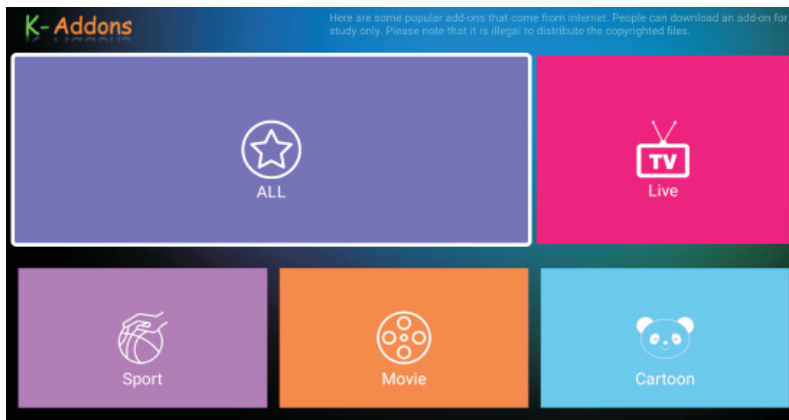 K- Addons
Here are some popular add-ons that come from internet. People can download an add-on for
study only. Please note that it is illegal to distribute the copyrighted files.
ALL
TV
Live
Sport
Movie
Cartoon